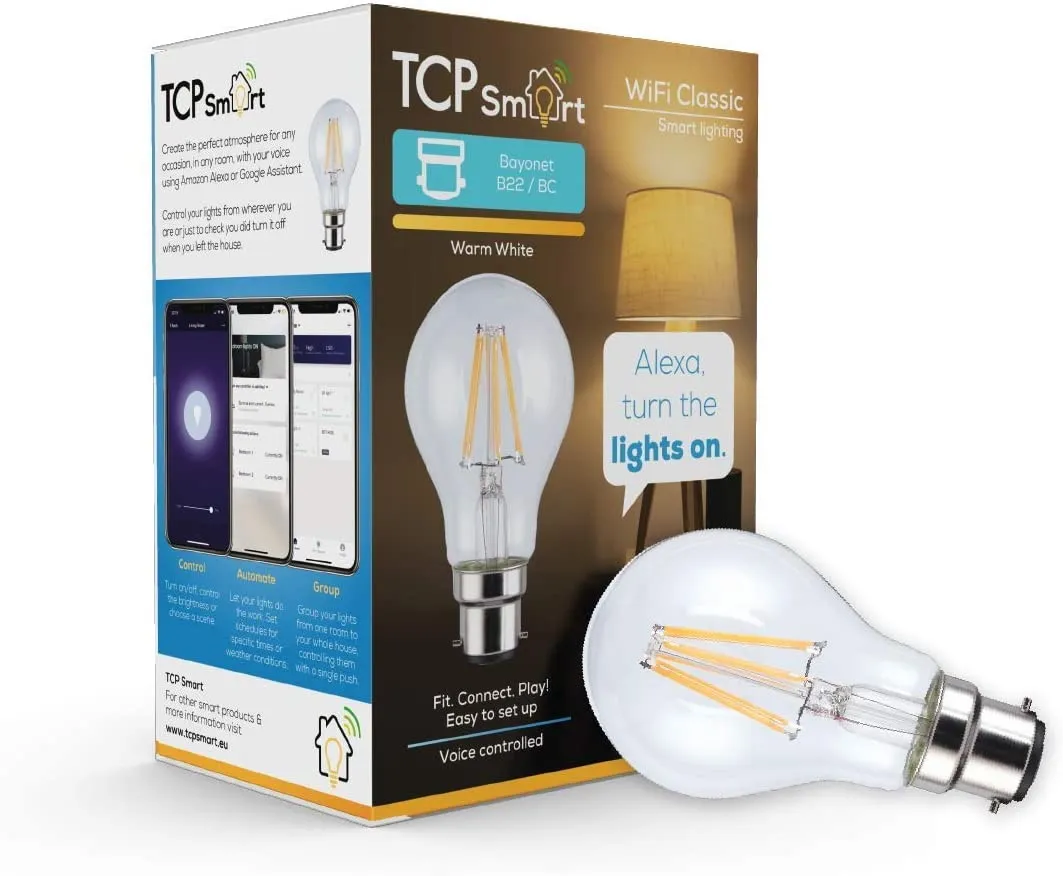 TCP Smart
Create the perfect atmosphere for any
occasion, in any room, with your voice
using Amazon Alexa or Google Assistant.
Control your lights from wherever you
are or just to check you did turn it off
when you left the house.
Control
Turn on/off, control
the brightness or
choose a scene.
Automate
Let your lights do
the work. Set
schedules for
specific times or
weather conditions.
Group
Group your lights
from one room to
your whole house,
controlling them
with a single push.
TCP Smart
For other smart products &
more information visit
www.tcpsmart.eu
TCP Smart
WiFi Classic
Smart lighting
Bayonet
B22 / BC
Warm White
Alexa,
turn the
lights on.
Fit. Connect. Play!
Easy to set up
Voice controlled